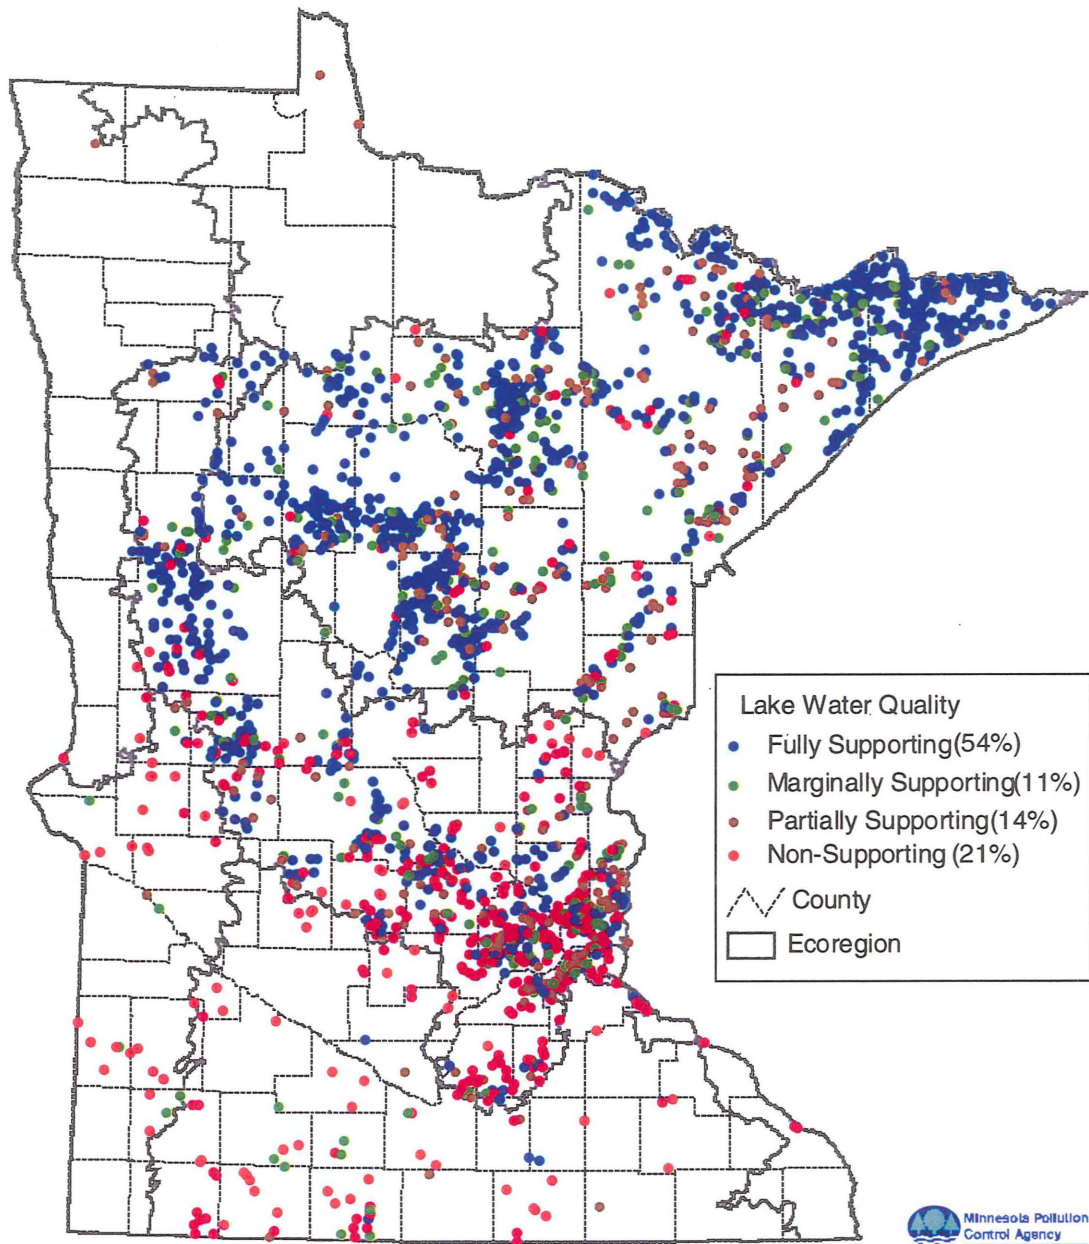 Lake Water Quality
Fully Supporting(54%)
Marginally Supporting(11%)
Partially Supporting(14%)
Non-Supporting (21%)
County
Ecoregion
Minnesota Pollution
Control Agency